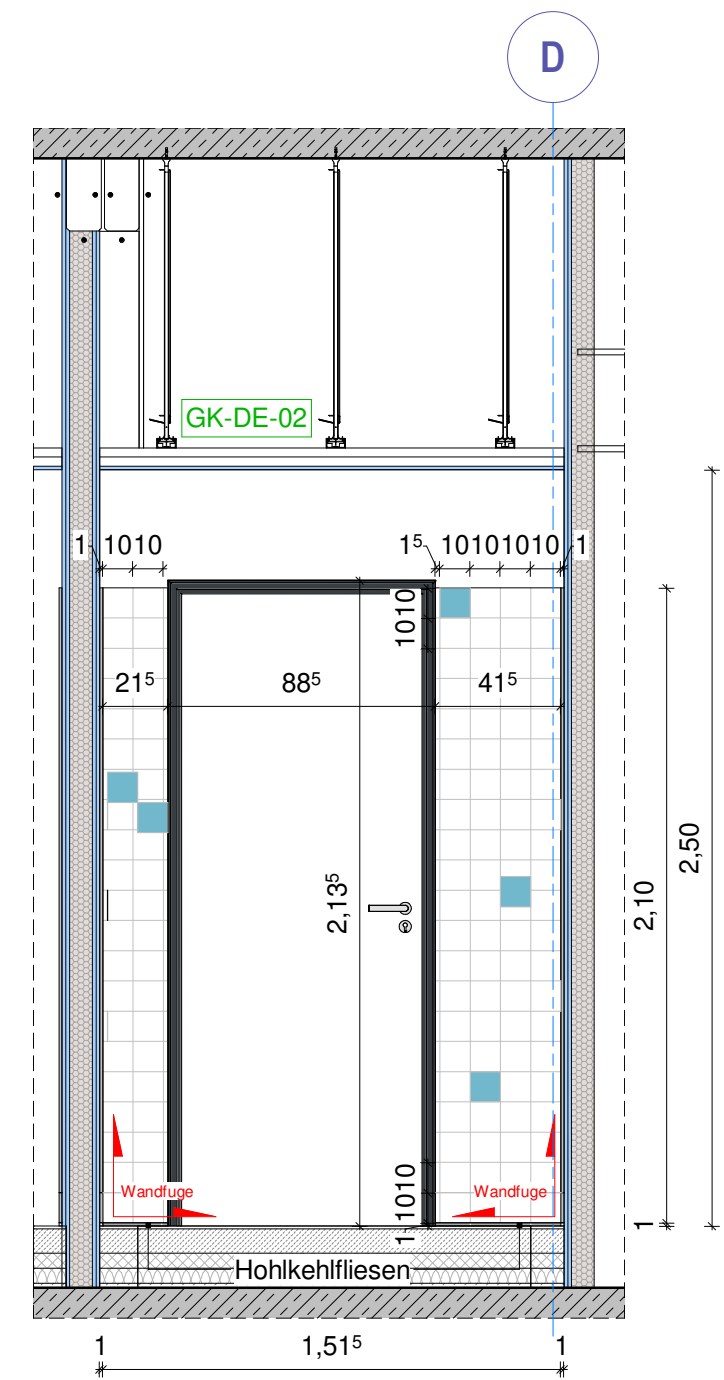 D
GK-DE-02
1 1010
1⁵ 10101010 1
1010
21⁵ 88⁵ 41⁵
2,13⁵
2,10
2,50
Wandfuge
Wandfuge
1 1010
1
Hohlkehlfliesen
1 1,51⁵ 1